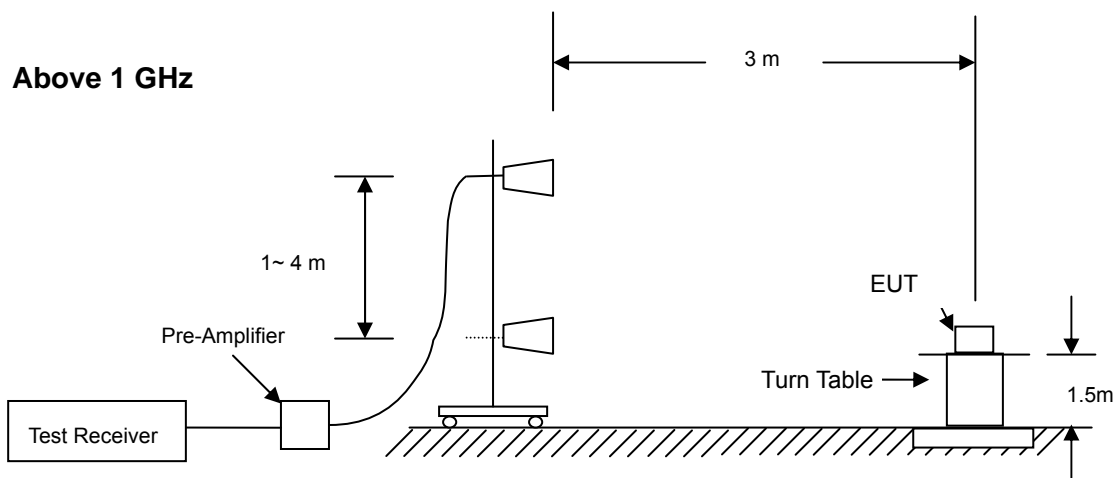 3 m
Above 1 GHz
1~ 4 m
EUT
Pre-Amplifier
Turn Table
1.5m
Test Receiver